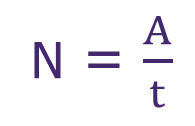 N = A/t